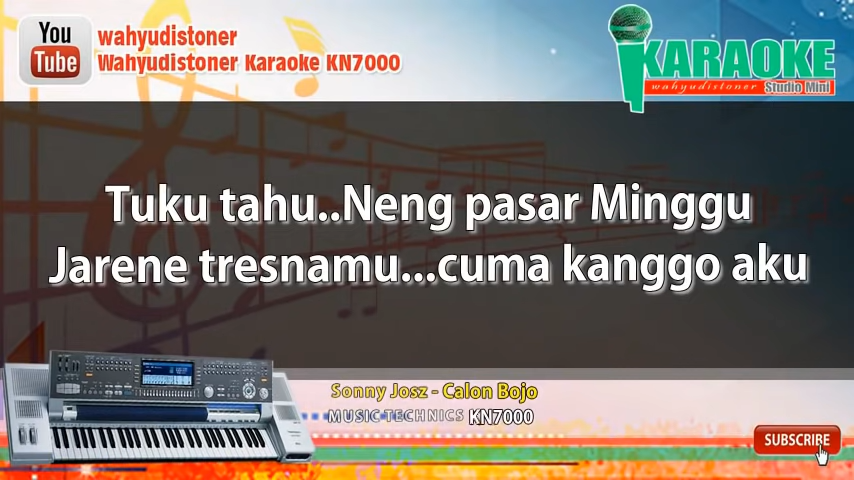 You
Tube
wahyudistoner
Wahyudistoner Karaoke KN7000
KARAOKE
wahyudistoner Studio Mini
Tuku tahu..Neng pasar Minggu
Jarene tresnamu...cuma kanggo aku
Sonny Josz - Calon Bojo
MUSIC TECHNICS KN7000
SUBSCRIBE